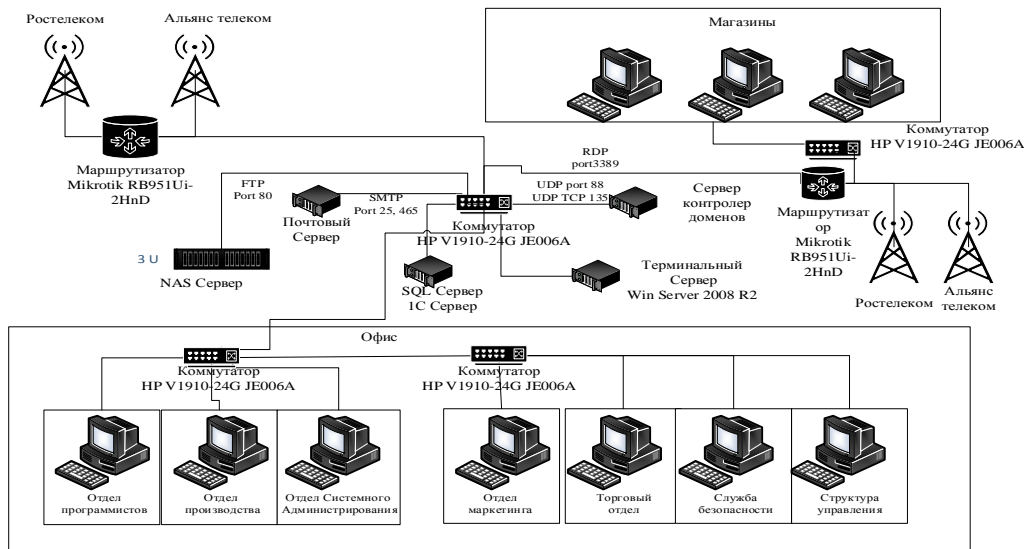 Ростелеком
Альянс телеком
Маршрутизатор
Mikrotik RB951Ui-
2HnD
Магазины
Коммутатор
HP V1910-24G JE006A
RDP
port3389
Маршрутизат
ор
Mikrotik
RB951Ui-
2HnD
Ростелеком
Альянс
телеком
FTP
Port 80
SMTP
Port 25, 465
Почтовый
Сервер
Коммутатор
HP V1910-24G JE006A
UDP port 88
UDP TCP 135
Сервер
контролер
доменов
3 U
NAS Сервер
SQL Сервер
1С Сервер
Терминальный
Сервер
Win Server 2008 R2
Офис
Коммутатор
HP V1910-24G JE006A
Коммутатор
HP V1910-24G JE006A
Отдел
программистов
Отдел
производства
Отдел Системного
Администрирования
Отдел
маркетинга
Торговый
отдел
Служба
безопасности
Структура
управления